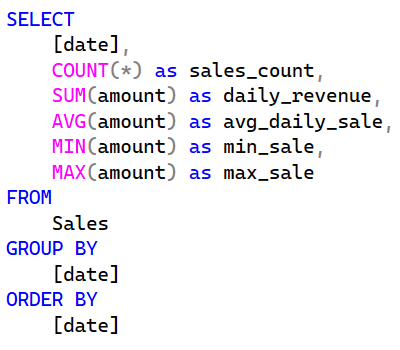 SELECT
    [date],
    COUNT(*) as sales_count,
    SUM(amount) as daily_revenue,
    AVG(amount) as avg_daily_sale,
    MIN(amount) as min_sale,
    MAX(amount) as max_sale
FROM
    Sales
GROUP BY
    [date]
ORDER BY
    [date]